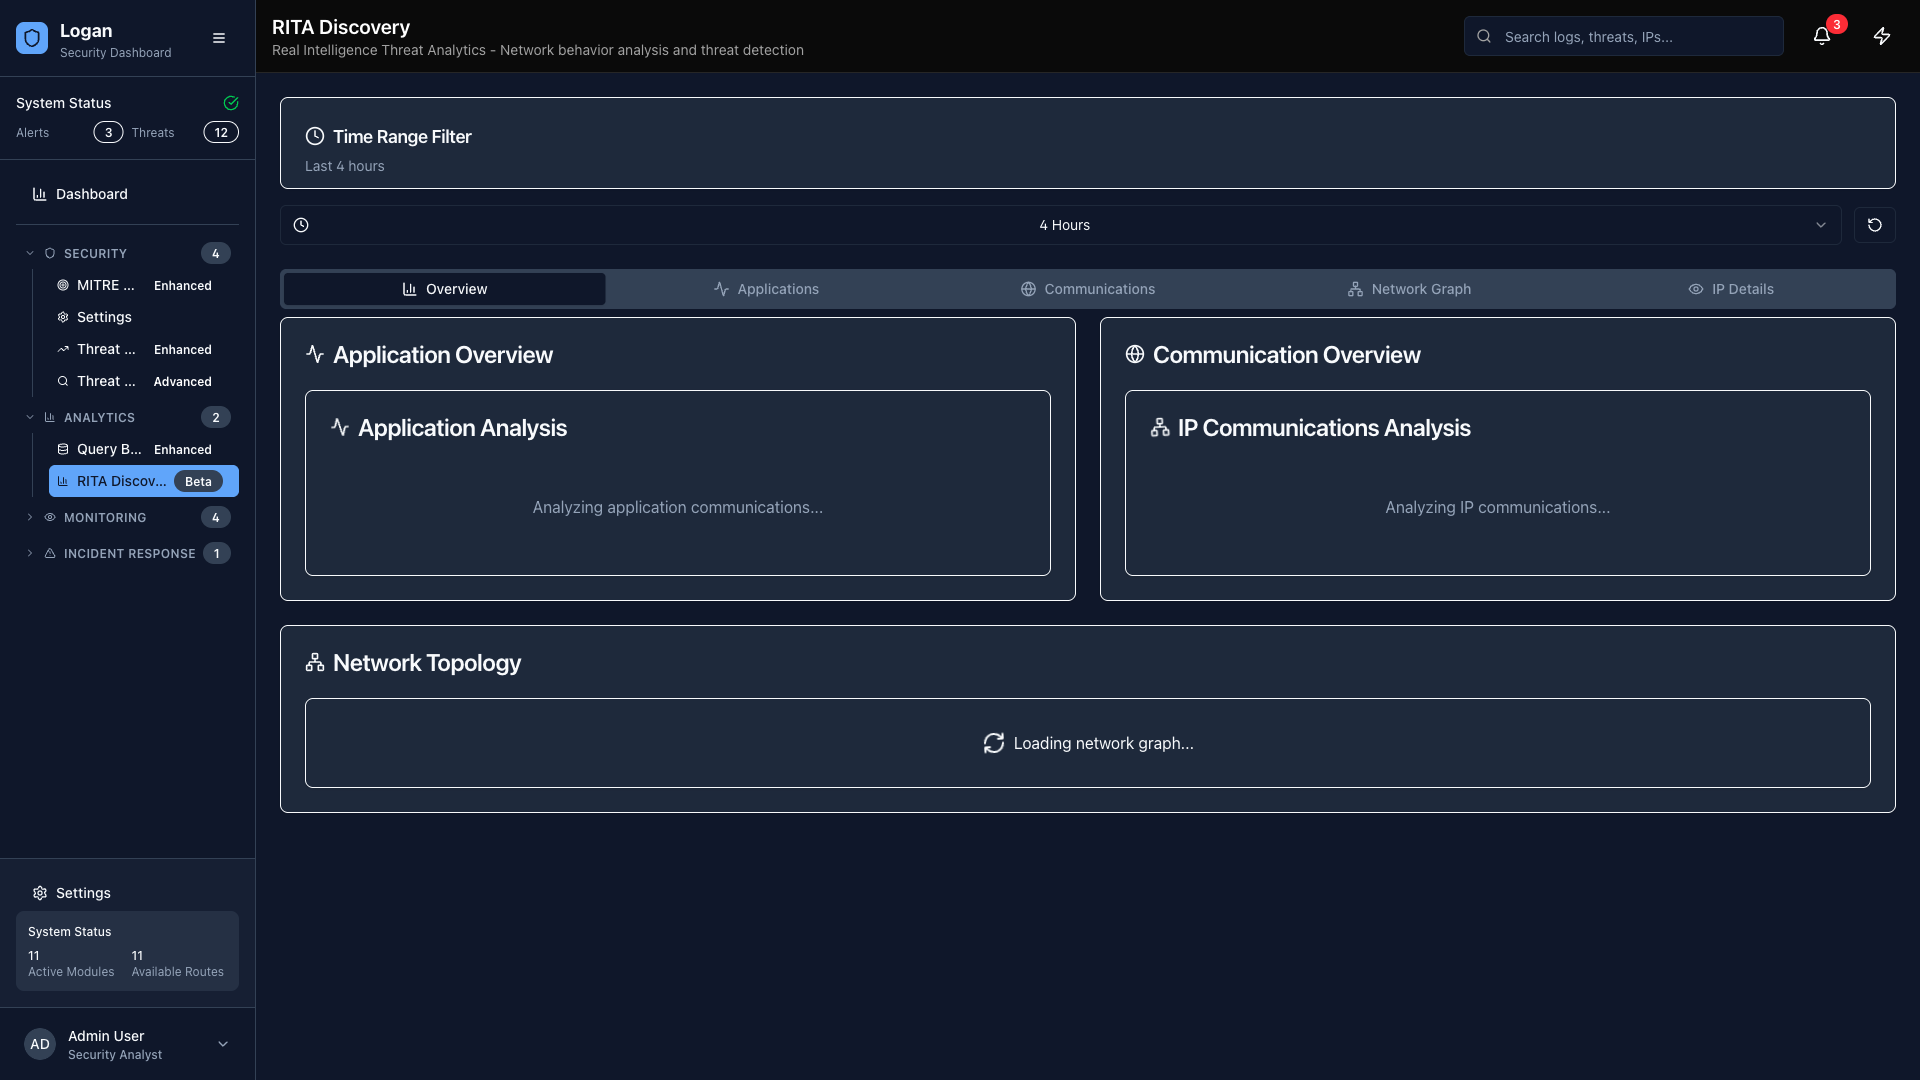 Logan
Security Dashboard
System Status
Alerts 3 Threats 12
Dashboard
SECURITY 4
MITRE ... Enhanced
Settings
Threat ... Enhanced
Threat ... Advanced
ANALYTICS 2
Query B... Enhanced
RITA Discov... Beta
MONITORING 4
INCIDENT RESPONSE 1
Settings
System Status
11 11
Active Modules Available Routes
AD
Admin User
Security Analyst
RITA Discovery
Real Intelligence Threat Analytics - Network behavior analysis and threat detection
Search logs, threats, IPs...
3
Time Range Filter
Last 4 hours
4 Hours
Overview Applications Communications Network Graph IP Details
Application Overview
Application Analysis
Analyzing application communications...
Communication Overview
IP Communications Analysis
Analyzing IP communications...
Network Topology
Loading network graph...